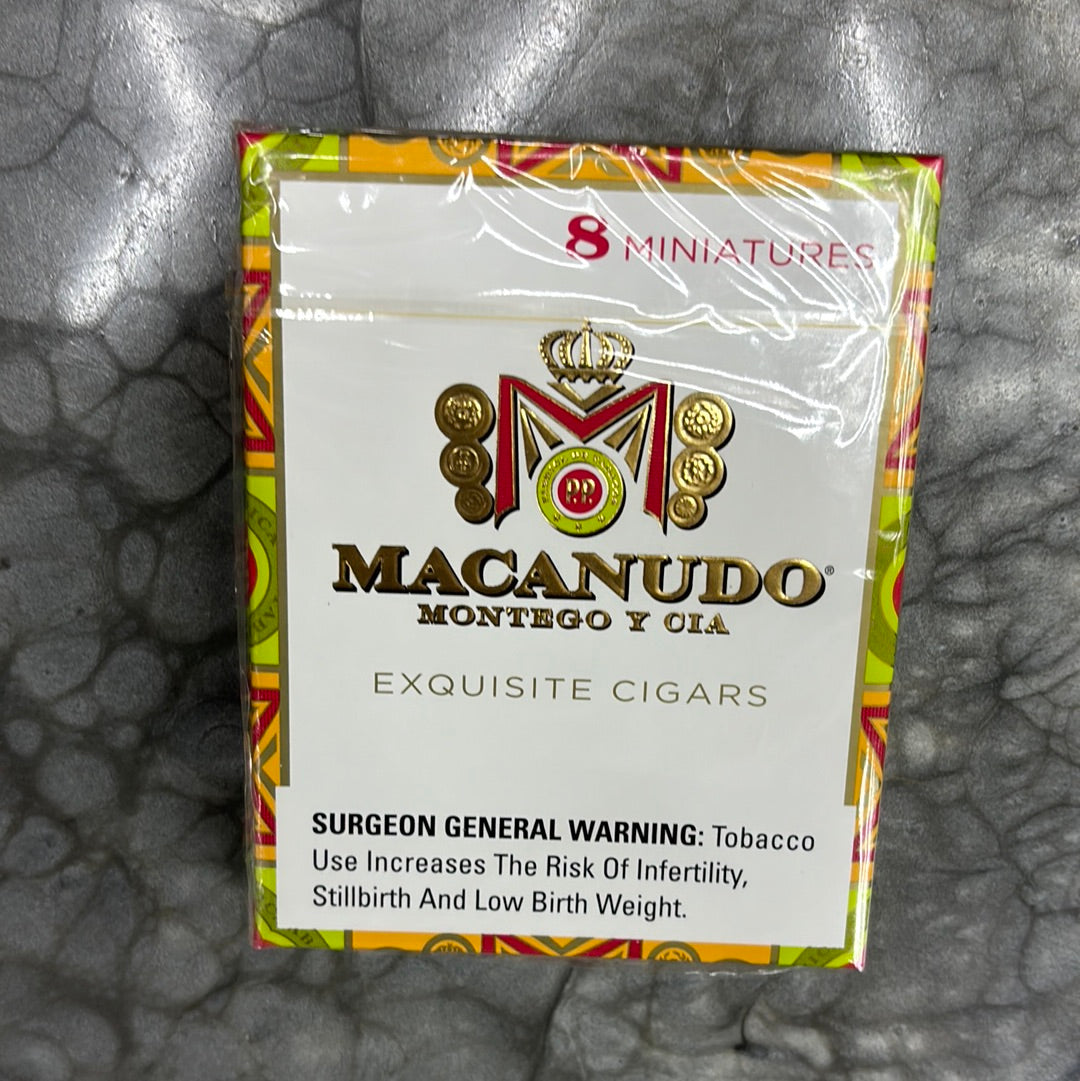 8 MINIATURES
P.P.
MACANUDO®
MONTEGO Y CIA
EXQUISITE CIGARS
SURGEON GENERAL WARNING: Tobacco
Use Increases The Risk Of Infertility,
Stillbirth And Low Birth Weight.